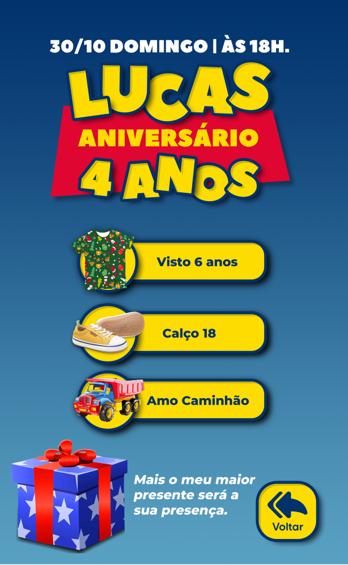 30/10 DOMINGO | ÀS 18H.
LUCAS
ANIVERSÁRIO
4 ANOS
Visto 6 anos
Calço 18
Amo Caminhão
Mais o meu maior
presente será a
sua presença.
Voltar